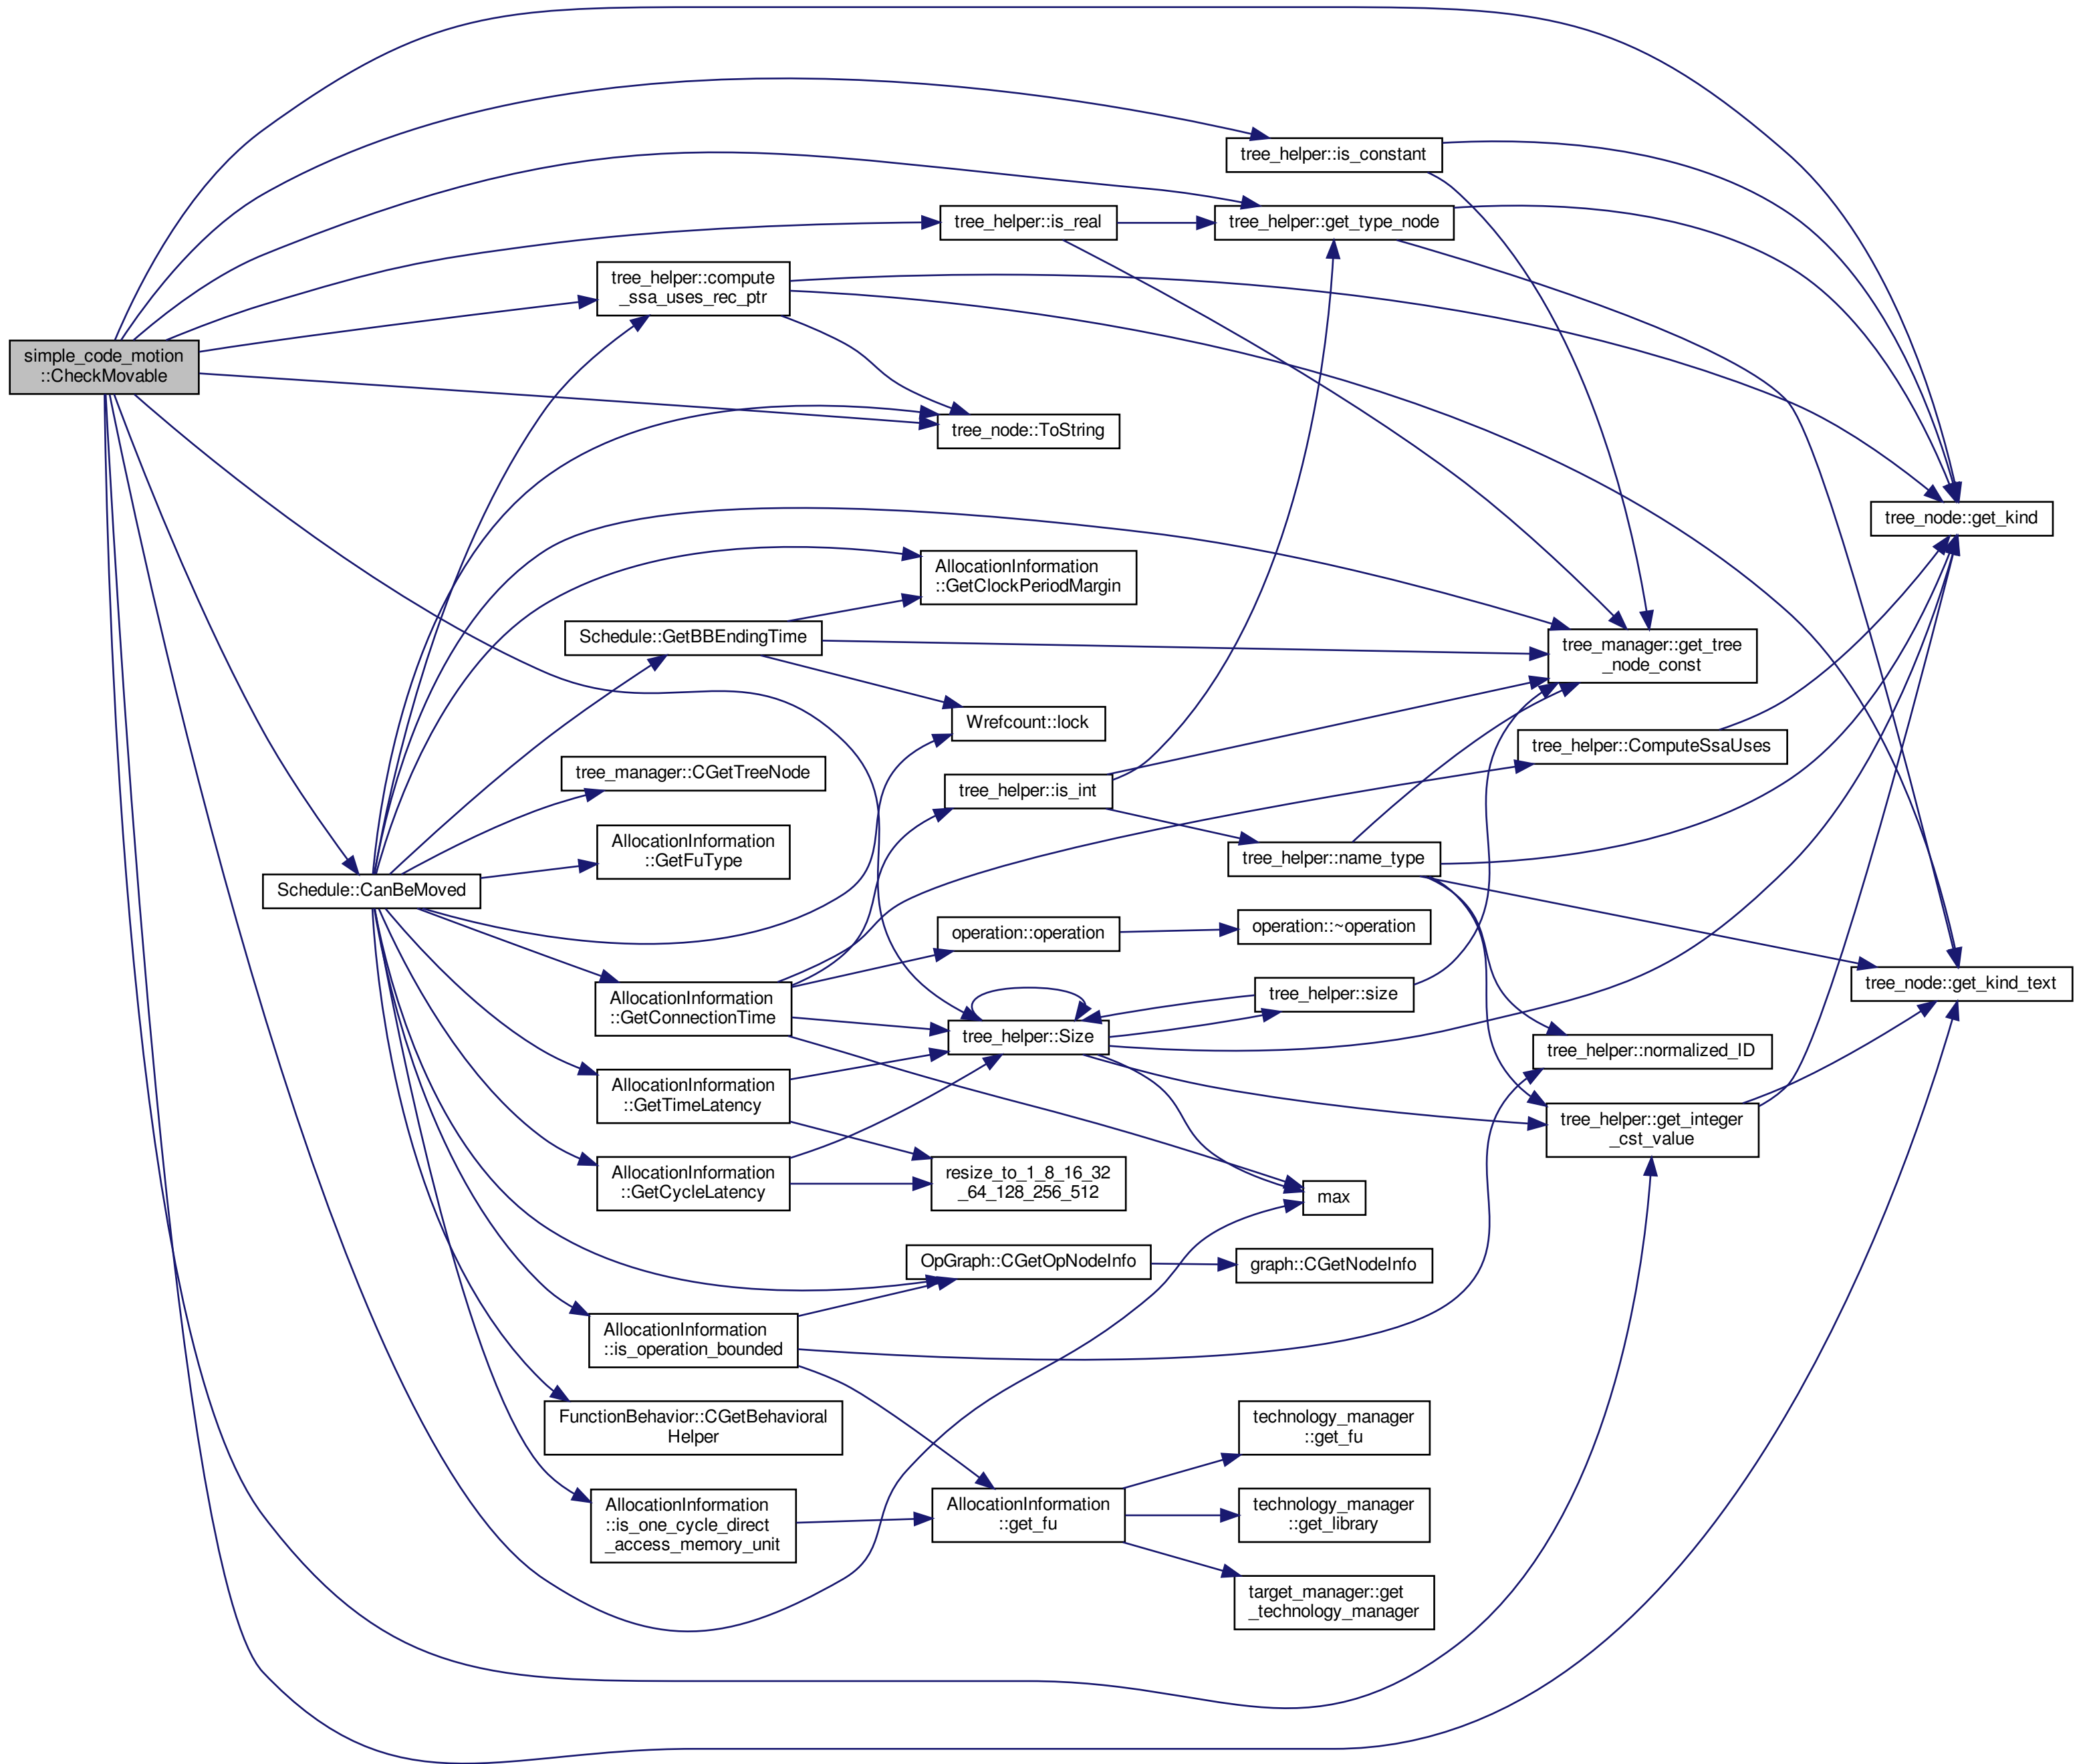 simple_code_motion
::CheckMovable
tree_helper::is_constant
tree_helper::is_real
tree_helper::get_type_node
tree_helper::compute
_ssa_uses_rec_ptr
tree_node::ToString
tree_node::get_kind
AllocationInformation
::GetClockPeriodMargin
Schedule::GetBBEndingTime
tree_manager::get_tree
_node_const
Wrefcount::lock
tree_helper::ComputeSsaUses
tree_manager::CGetTreeNode
tree_helper::is_int
AllocationInformation
::GetFuType
tree_helper::name_type
Schedule::CanBeMoved
operation::operation
operation::~operation
tree_node::get_kind_text
AllocationInformation
::GetConnectionTime
tree_helper::size
tree_helper::Size
tree_helper::normalized_ID
AllocationInformation
::GetTimeLatency
tree_helper::get_integer
_cst_value
AllocationInformation
::GetCycleLatency
resize_to_1_8_16_32
_64_128_256_512
max
OpGraph::CGetOpNodeInfo
graph::CGetNodeInfo
AllocationInformation
::is_operation_bounded
FunctionBehavior::CGetBehavioral
Helper
technology_manager
::get_fu
AllocationInformation
::is_one_cycle_direct
_access_memory_unit
AllocationInformation
::get_fu
technology_manager
::get_library
target_manager::get
_technology_manager